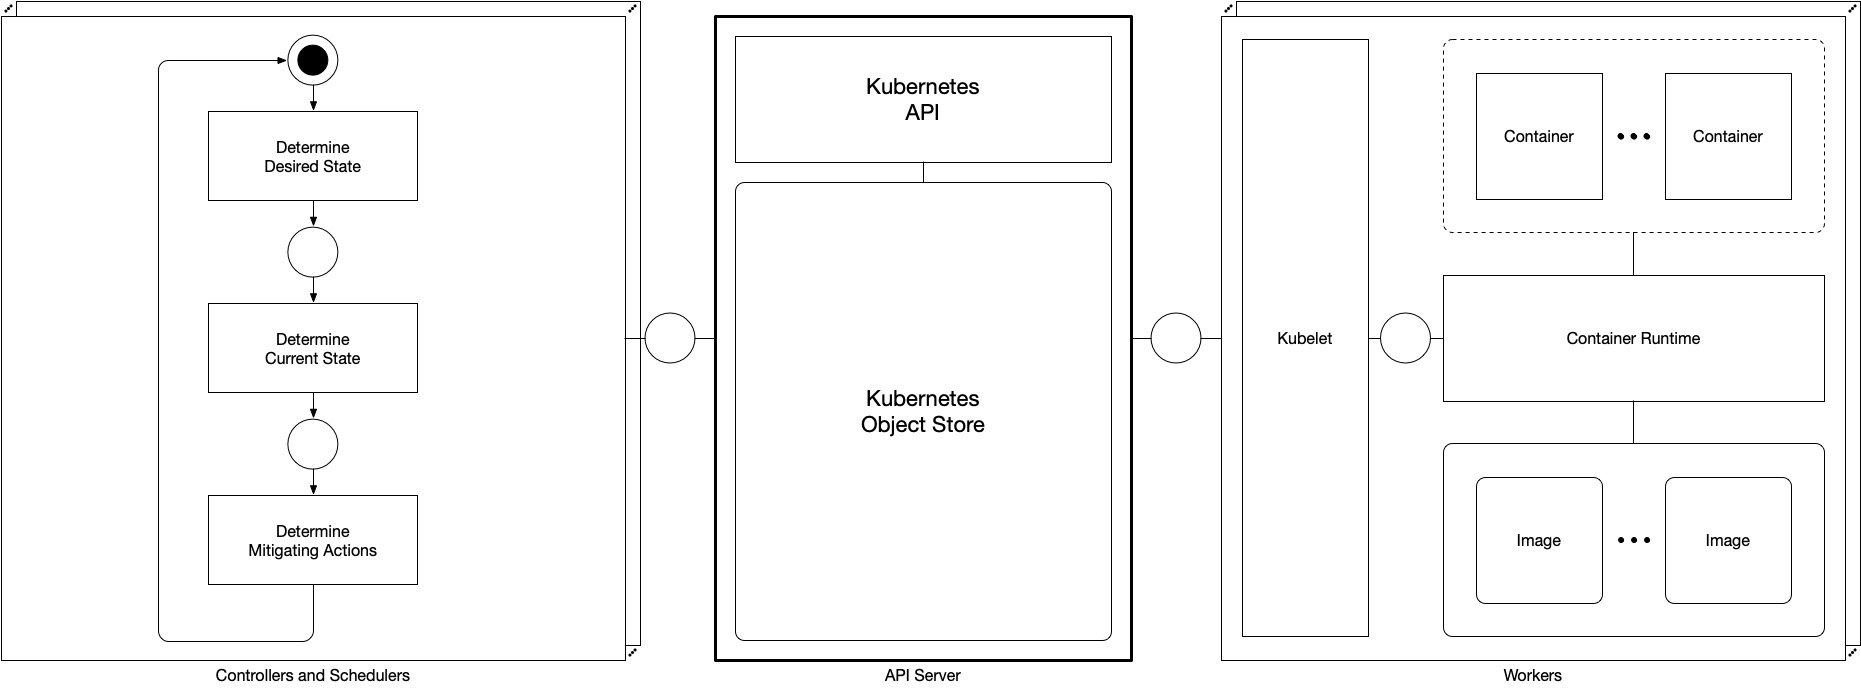 Determine
Desired State
Determine
Current State
Determine
Mitigating Actions
Controllers and Schedulers
Kubernetes
API
Kubernetes
Object Store
API Server
Kubelet
Container
Container
Container Runtime
Image
Image
Workers